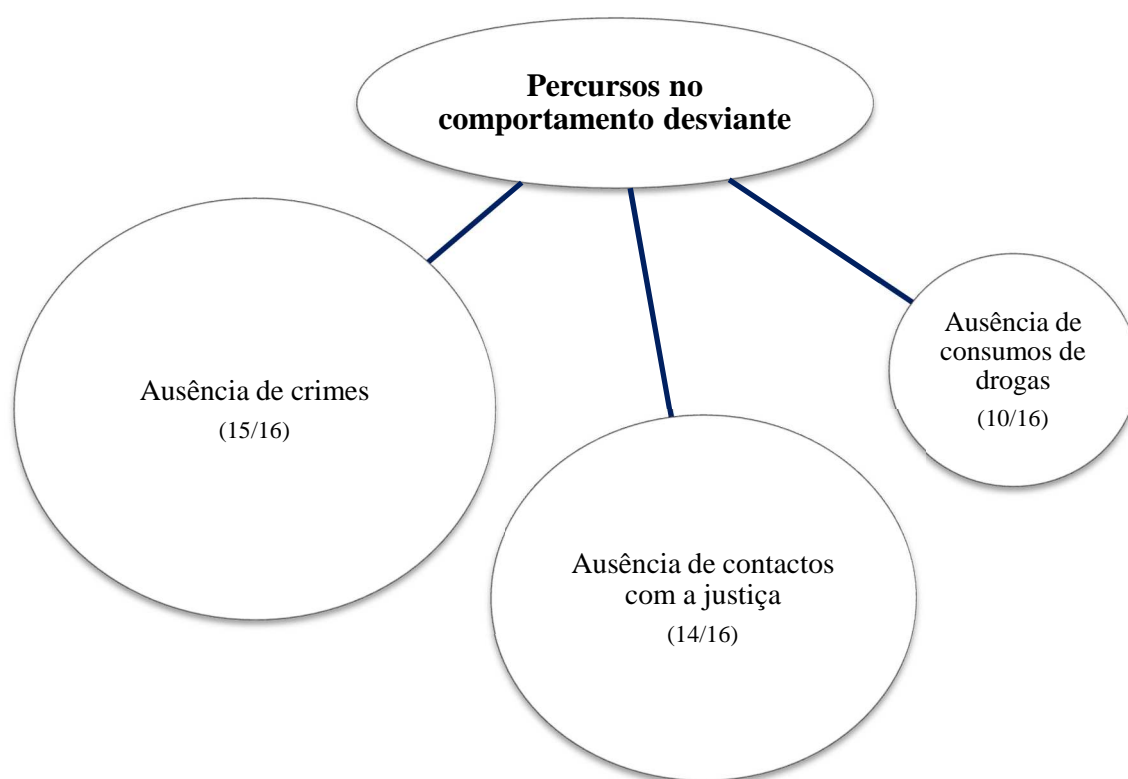 Percursos no
comportamento desviante
Ausência de crimes
(15/16)
Ausência de contactos
com a justiça
(14/16)
Ausência de
consumos de
drogas
(10/16)